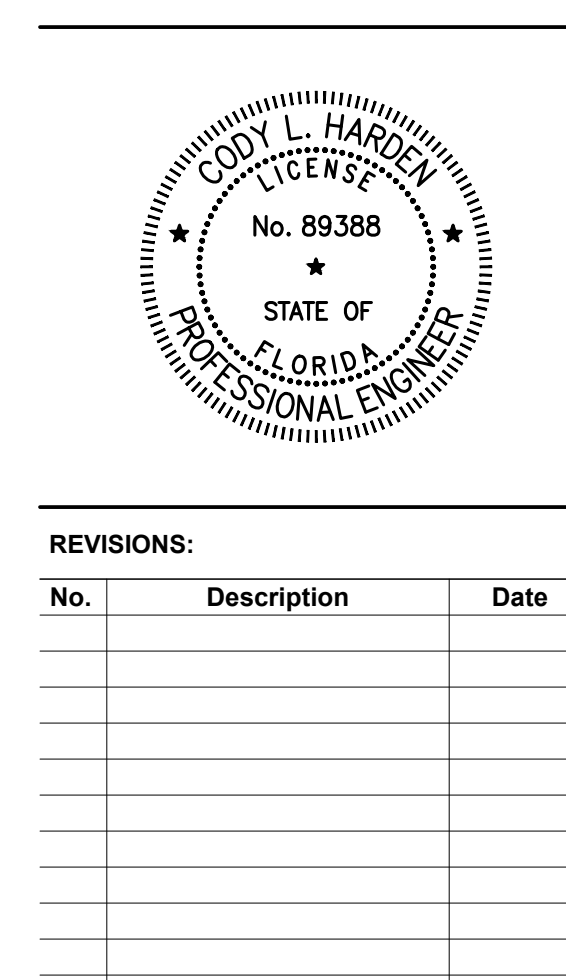 CODY L. HARDEN
LICENSE
No. 89388
STATE OF
FLORIDA
PROFESSIONAL ENGINEER
REVISIONS:
No. Description Date